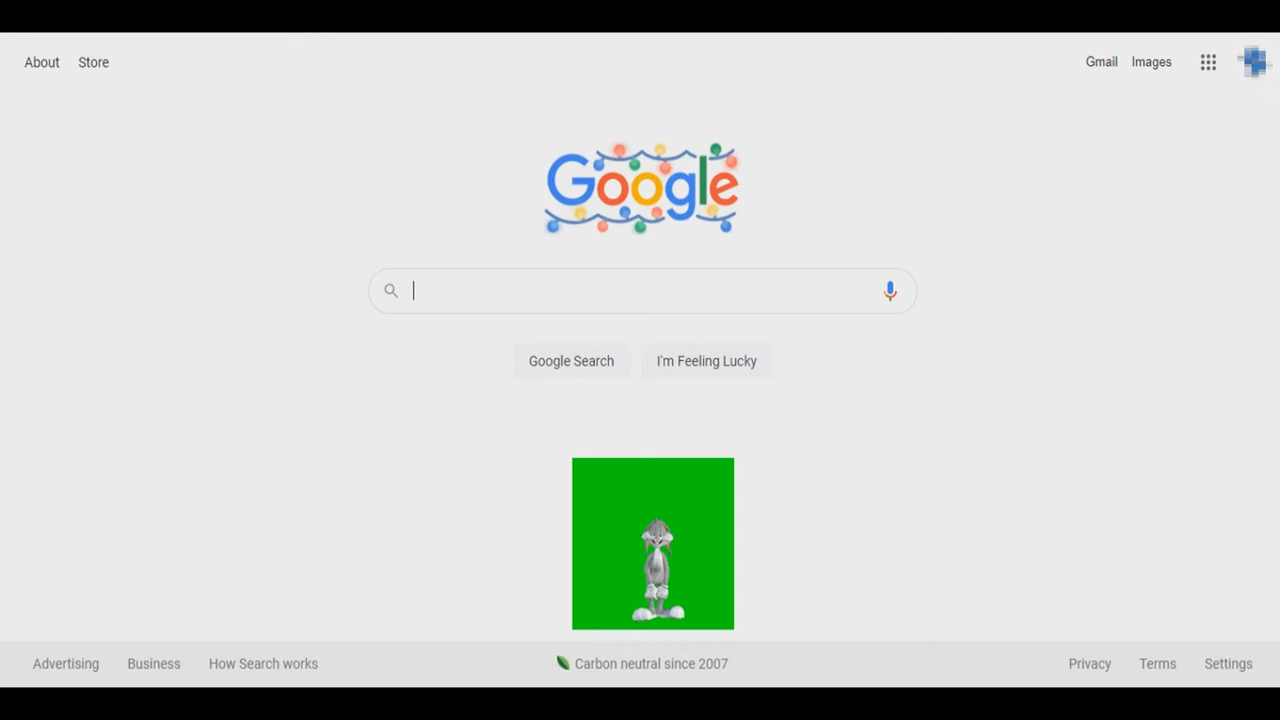 About Store
Gmail Images
Google
Google Search I'm Feeling Lucky
Advertising Business How Search works
Carbon neutral since 2007
Privacy Terms Settings